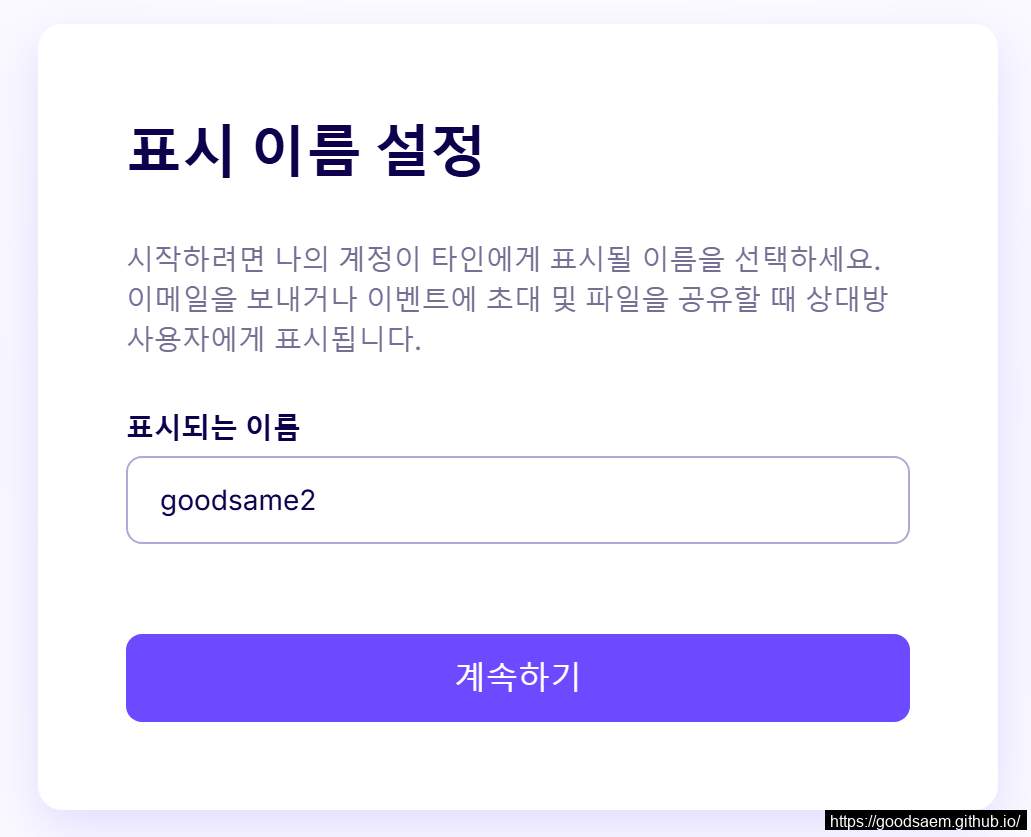 표시 이름 설정
시작하려면 나의 계정이 타인에게 표시될 이름을 선택하세요.
이메일을 보내거나 이벤트에 초대 및 파일을 공유할 때 상대방
사용자에게 표시됩니다.
표시되는 이름
goodsame2
계속하기
https://goodsaem.github.io/